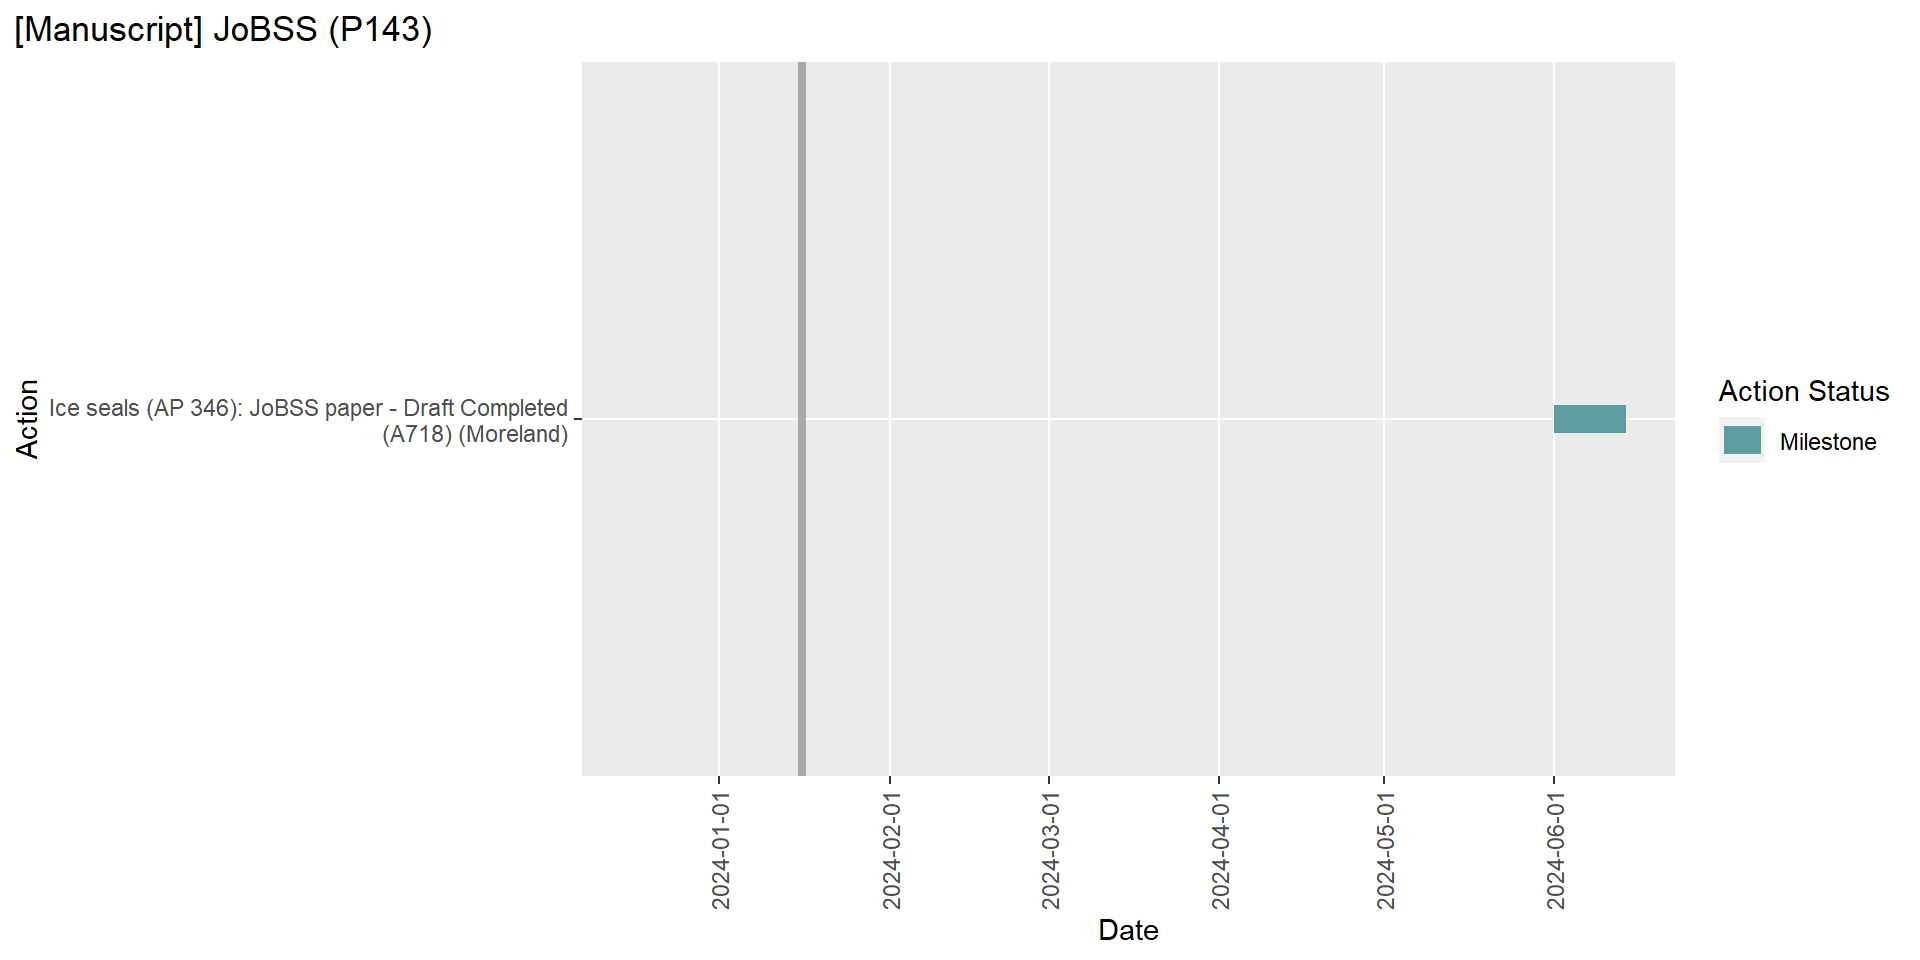 [Manuscript] JoBSS (P143)
Action
Ice seals (AP 346): JoBSS paper - Draft Completed
(A718) (Moreland)
2024-01-01
2024-02-01
2024-03-01
2024-04-01
2024-05-01
2024-06-01
Date
Action Status
Milestone